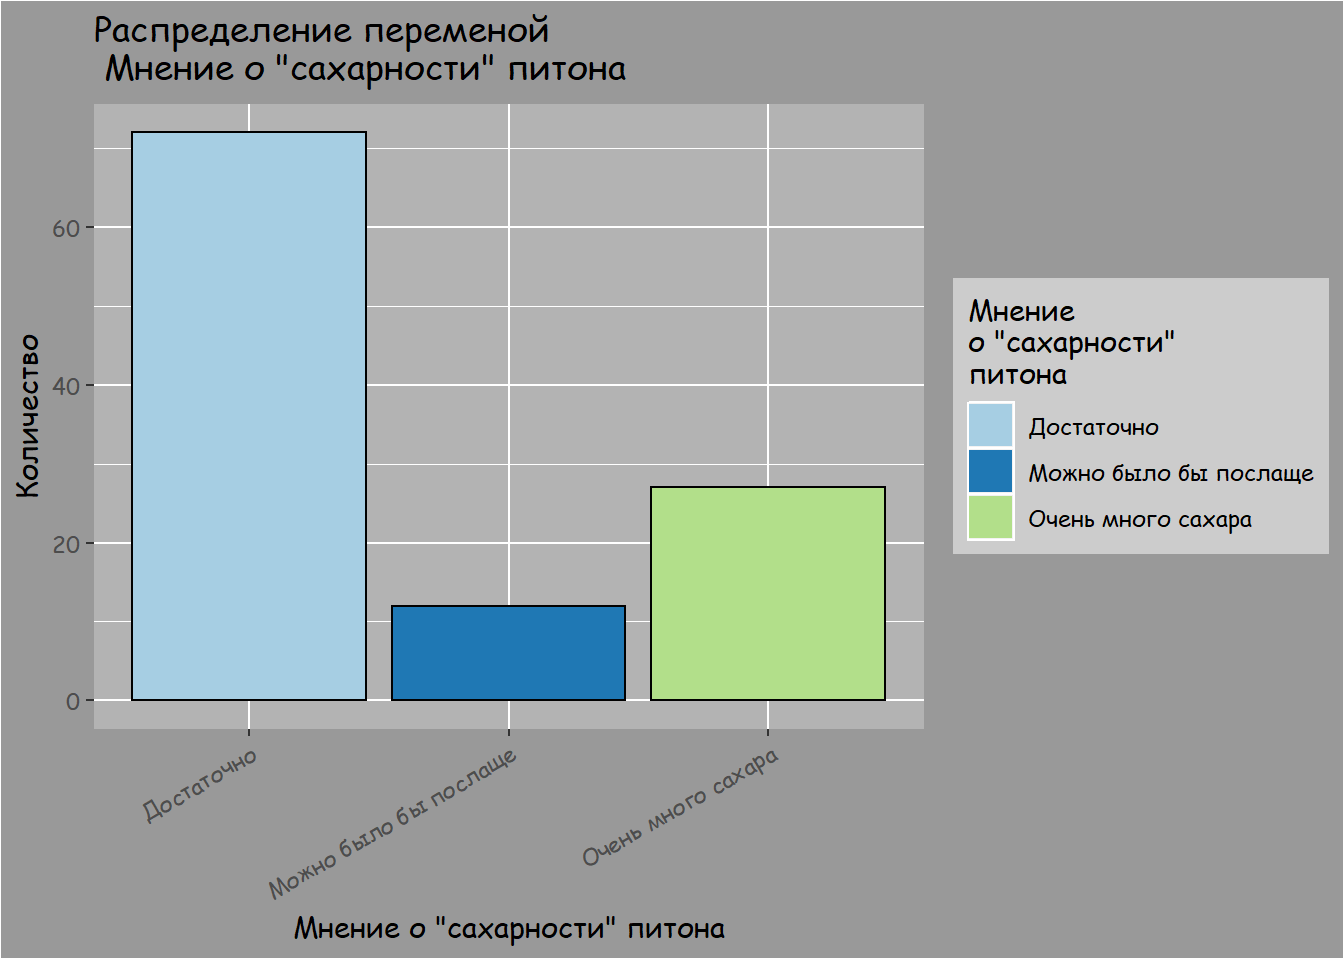 Распределение переменой
Мнение о "сахарности" питона
Количество
60
40
20
0
Достаточно
Можно было бы послаще
Очень много сахара
Мнение о "сахарности" питона
Мнение
о "сахарности"
питона
Достаточно
Можно было бы послаще
Очень много сахара